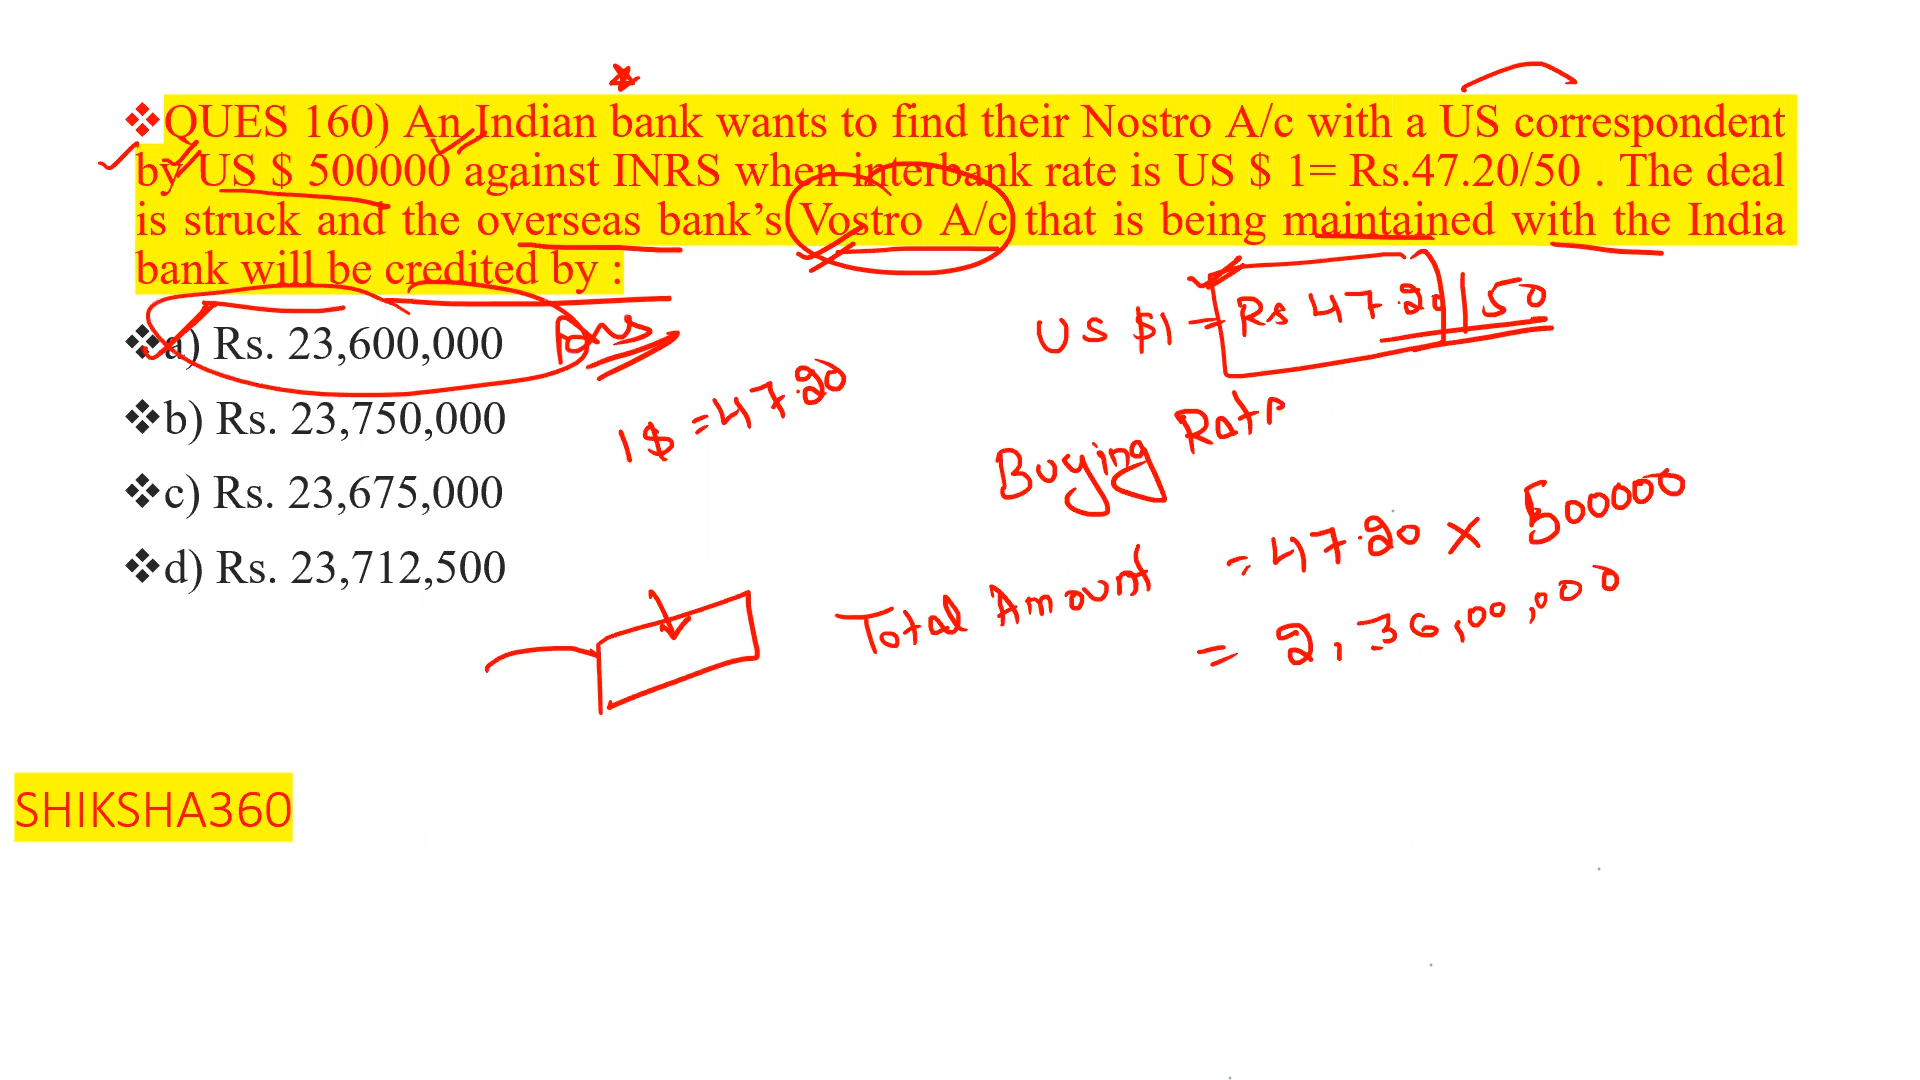 ❖QUES 160) An Indian bank wants to find their Nostro A/c with a US correspondent
by US $ 500000 against INRS when interbank rate is US $ 1= Rs.47.20/50 . The deal
is struck and the overseas bank’s Vostro A/c that is being maintained with the India
bank will be credited by :
❖a) Rs. 23,600,000
Ans
US $1 = Rs 47.20/50
❖b) Rs. 23,750,000
1$ = 47.20
Buying Rate
❖c) Rs. 23,675,000
❖d) Rs. 23,712,500
Total Amount = 47.20 × 500000
= 2,36,00,000
SHIKSHA360